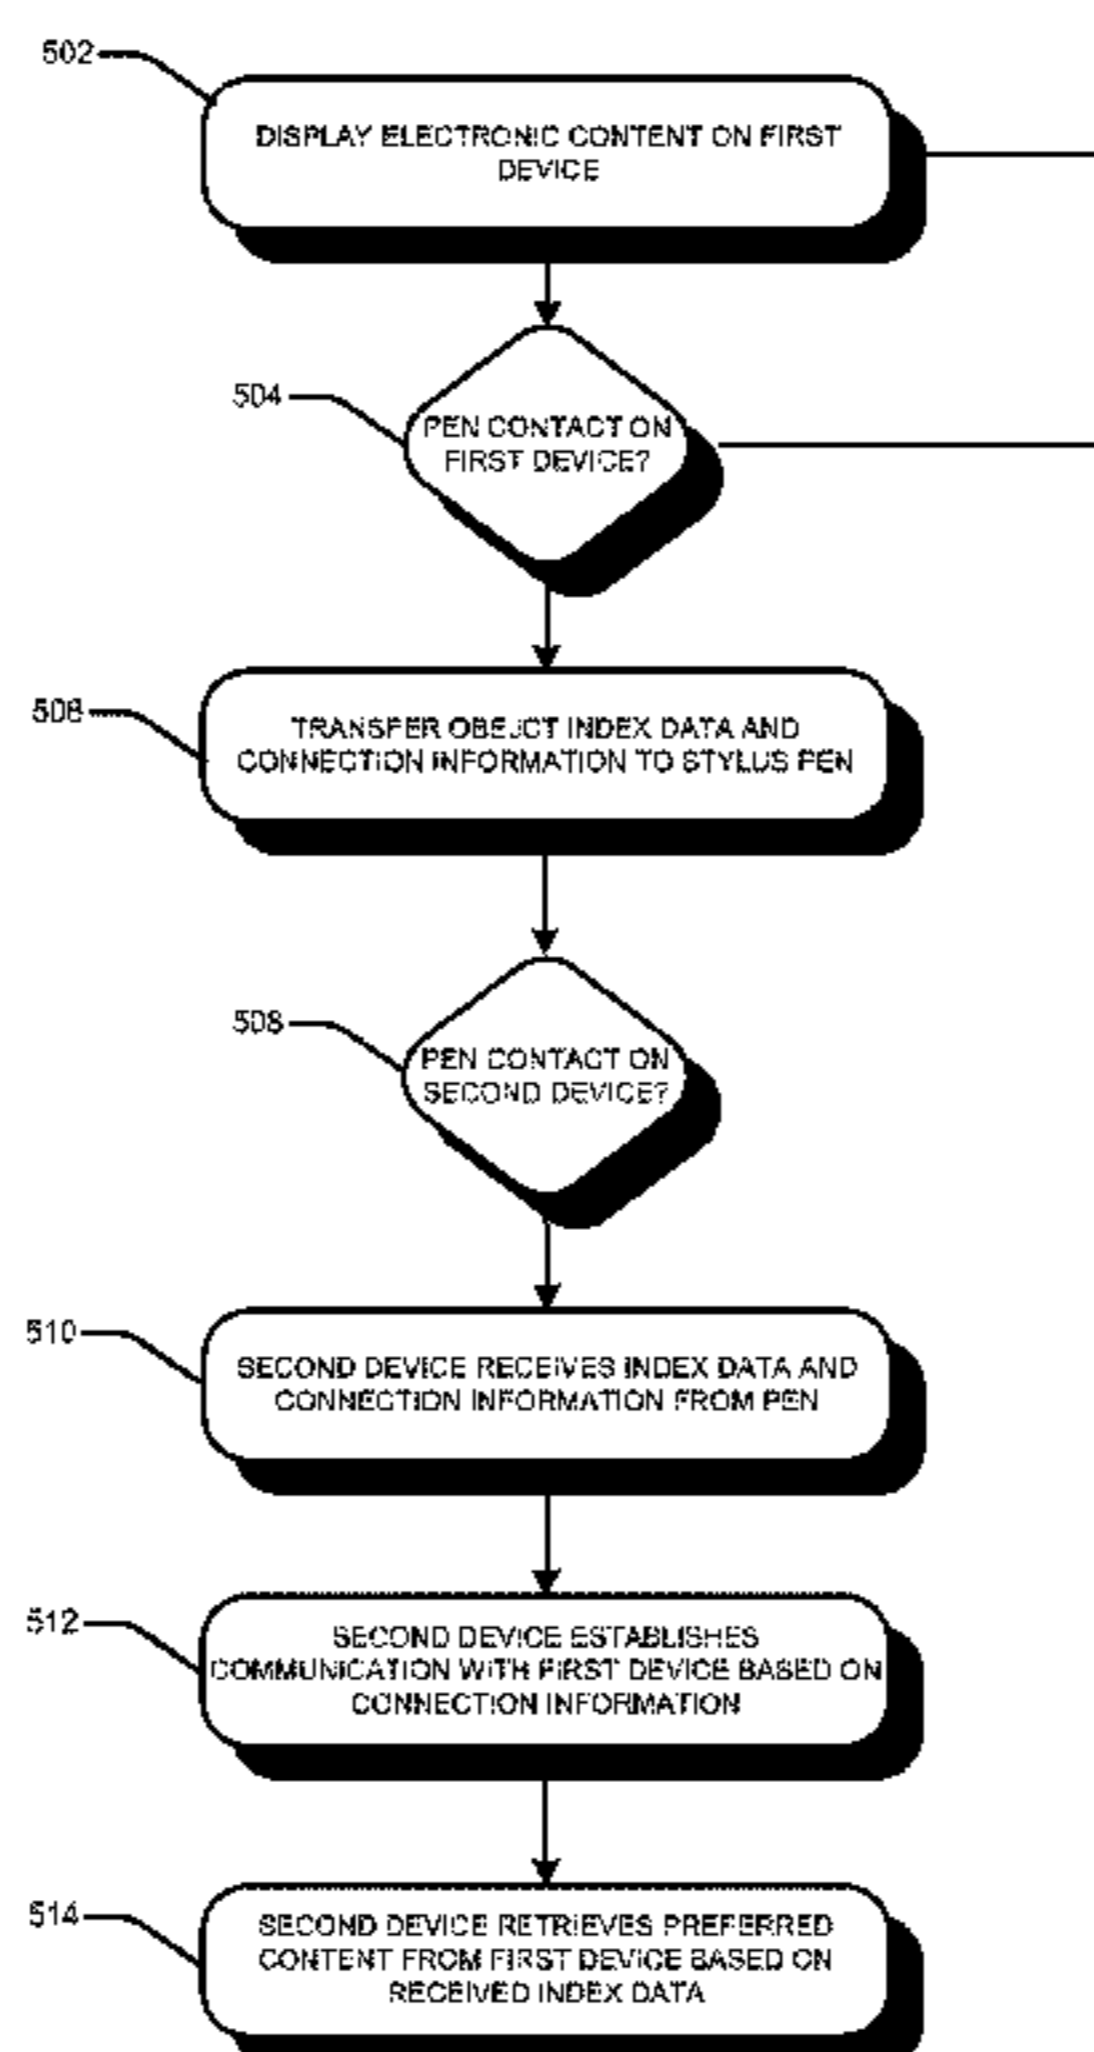 502
DISPLAY ELECTRONIC CONTENT ON FIRST
DEVICE
504
PEN CONTACT ON
FIRST DEVICE?
506
TRANSFER OBEJCT INDEX DATA AND
CONNECTION INFORMATION TO STYLUS PEN
508
PEN CONTACT ON
SECOND DEVICE?
510
SECOND DEVICE RECEIVES INDEX DATA AND
CONNECTION INFORMATION FROM PEN
512
SECOND DEVICE ESTABLISHES
COMMUNICATION WITH FIRST DEVICE BASED ON
CONNECTION INFORMATION
514
SECOND DEVICE RETRIEVES PREFERRED
CONTENT FROM FIRST DEVICE BASED ON
RECEIVED INDEX DATA